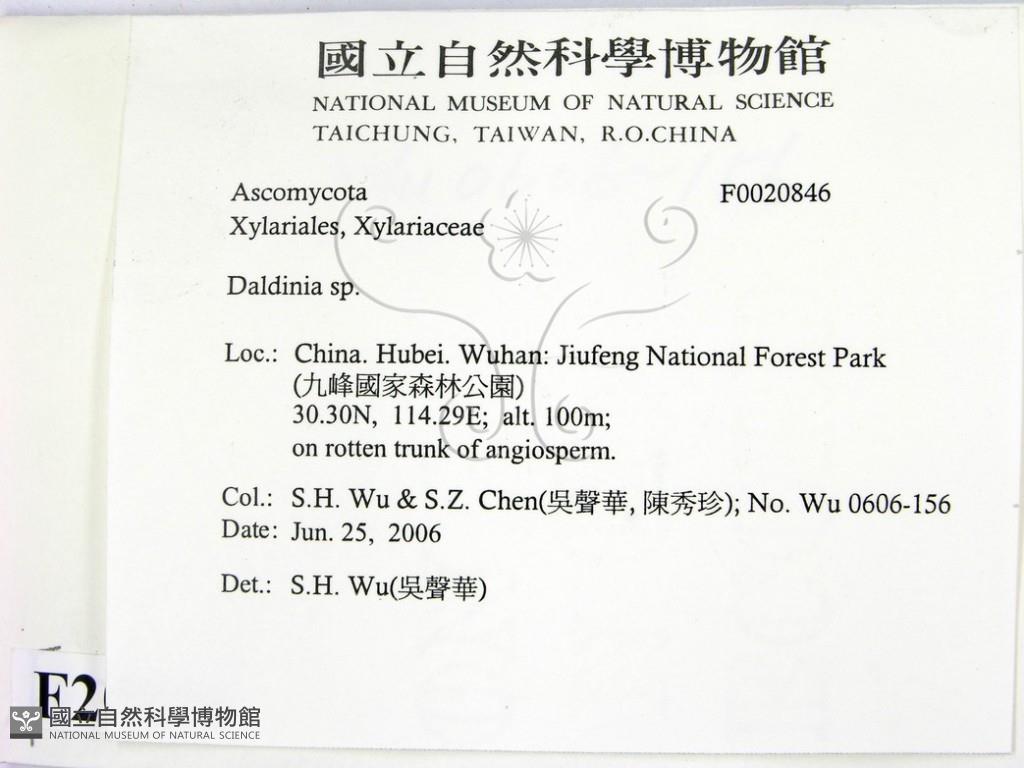 國立自然科學博物館
NATIONAL MUSEUM OF NATURAL SCIENCE
TAICHUNG, TAIWAN, R.O.CHINA
Ascomycota F0020846
Xylariales, Xylariaceae
Daldinia sp.
Loc.: China. Hubei. Wuhan: Jiufeng National Forest Park
(九峰國家森林公園)
30.30N, 114.29E; alt. 100m;
on rotten trunk of angiosperm.
Col.: S.H. Wu & S.Z. Chen(吳聲華, 陳秀珍); No. Wu 0606-156
Date: Jun. 25, 2006
Det.: S.H. Wu(吳聲華)
F2
國立自然科學博物館
NATIONAL MUSEUM OF NATURAL SCIENCE